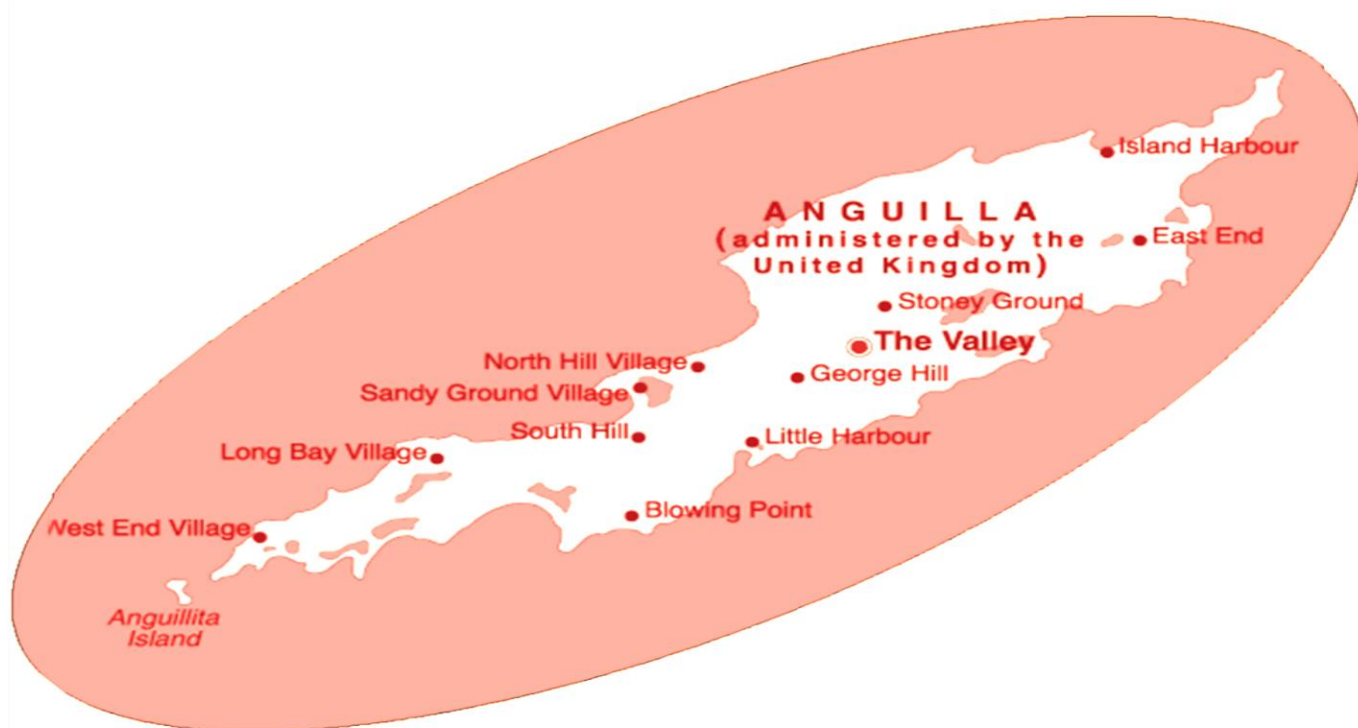 Island Harbour
ANGUILLA
(administered by the
United Kingdom)
East End
Stoney Ground
The Valley
North Hill Village
George Hill
Sandy Ground Village
South Hill
Little Harbour
Long Bay Village
Blowing Point
West End Village
Anguillita
Island